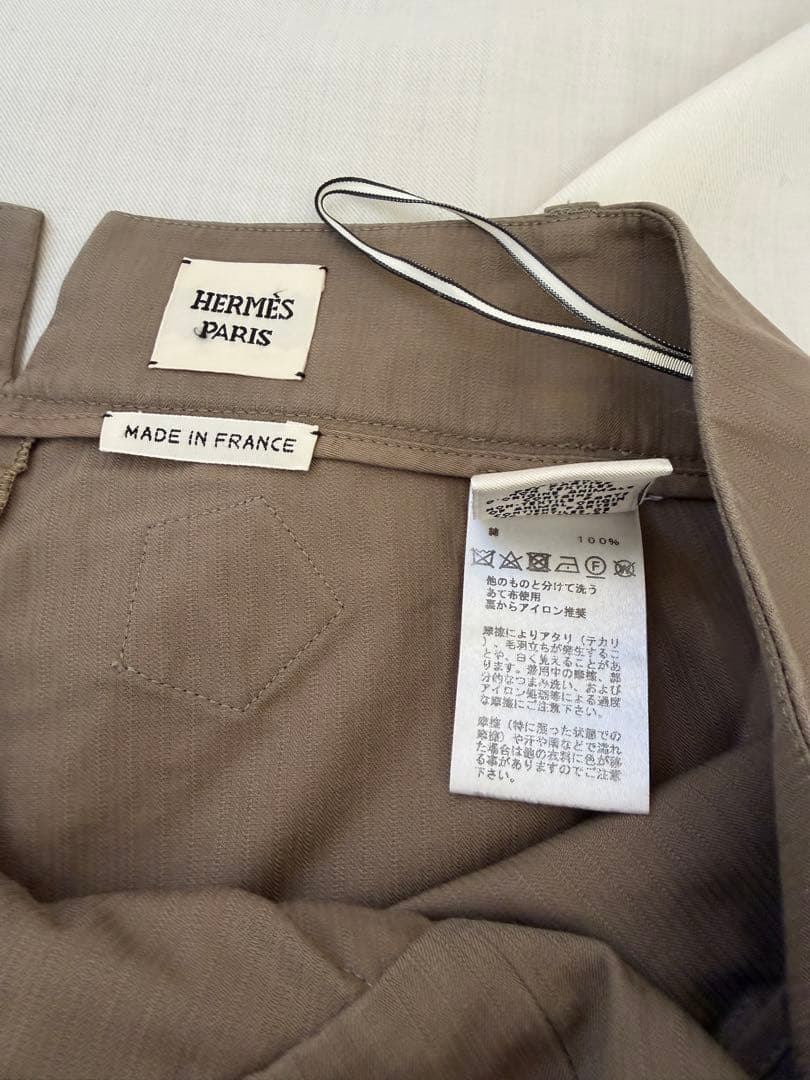 HERMÈS
PARIS
MADE IN FRANCE
綿 100%
F
W
他のものと分けて洗う
あて布使用
裏からアイロン推奨
摩擦によりアタリ(テカリ
)、毛羽立ちが発生するこ
とや、白く見えることがあ
ります。着用中の摩擦、部
分的なつまみ洗い、および
アイロン処理等による過度
な摩擦にご注意下さい。
摩擦(特に湿った状態での
摩擦)や汗や雨などで濡れ
た場合は他の衣料に色が移
る事がありますのでご注意
下さい。